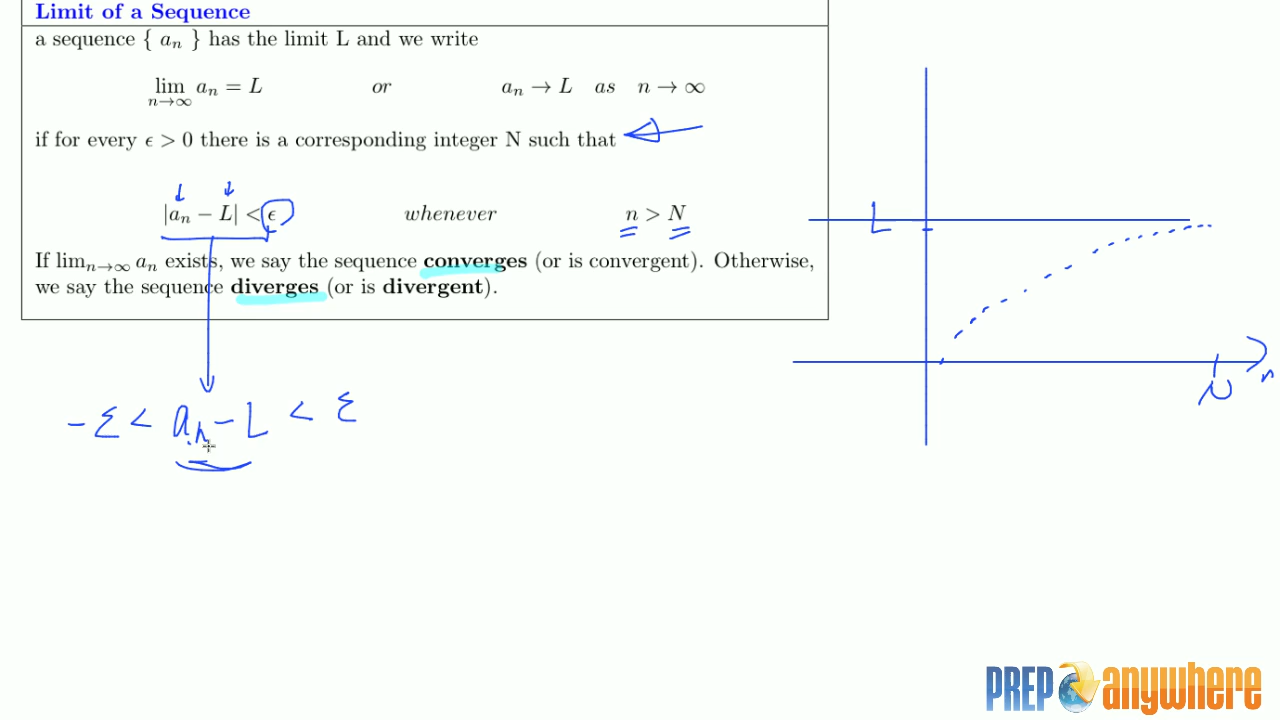 Limit of a Sequence
a sequence { aₙ } has the limit L and we write
lim n→∞ aₙ = L or aₙ → L as n → ∞
if for every ϵ > 0 there is a corresponding integer N such that
|aₙ − L| < ϵ whenever n > N
If limₙ→∞ aₙ exists, we say the sequence converges (or is convergent). Otherwise,
we say the sequence diverges (or is divergent).
-ε < aₙ - L < ε
L
n
N
PREP anywhere